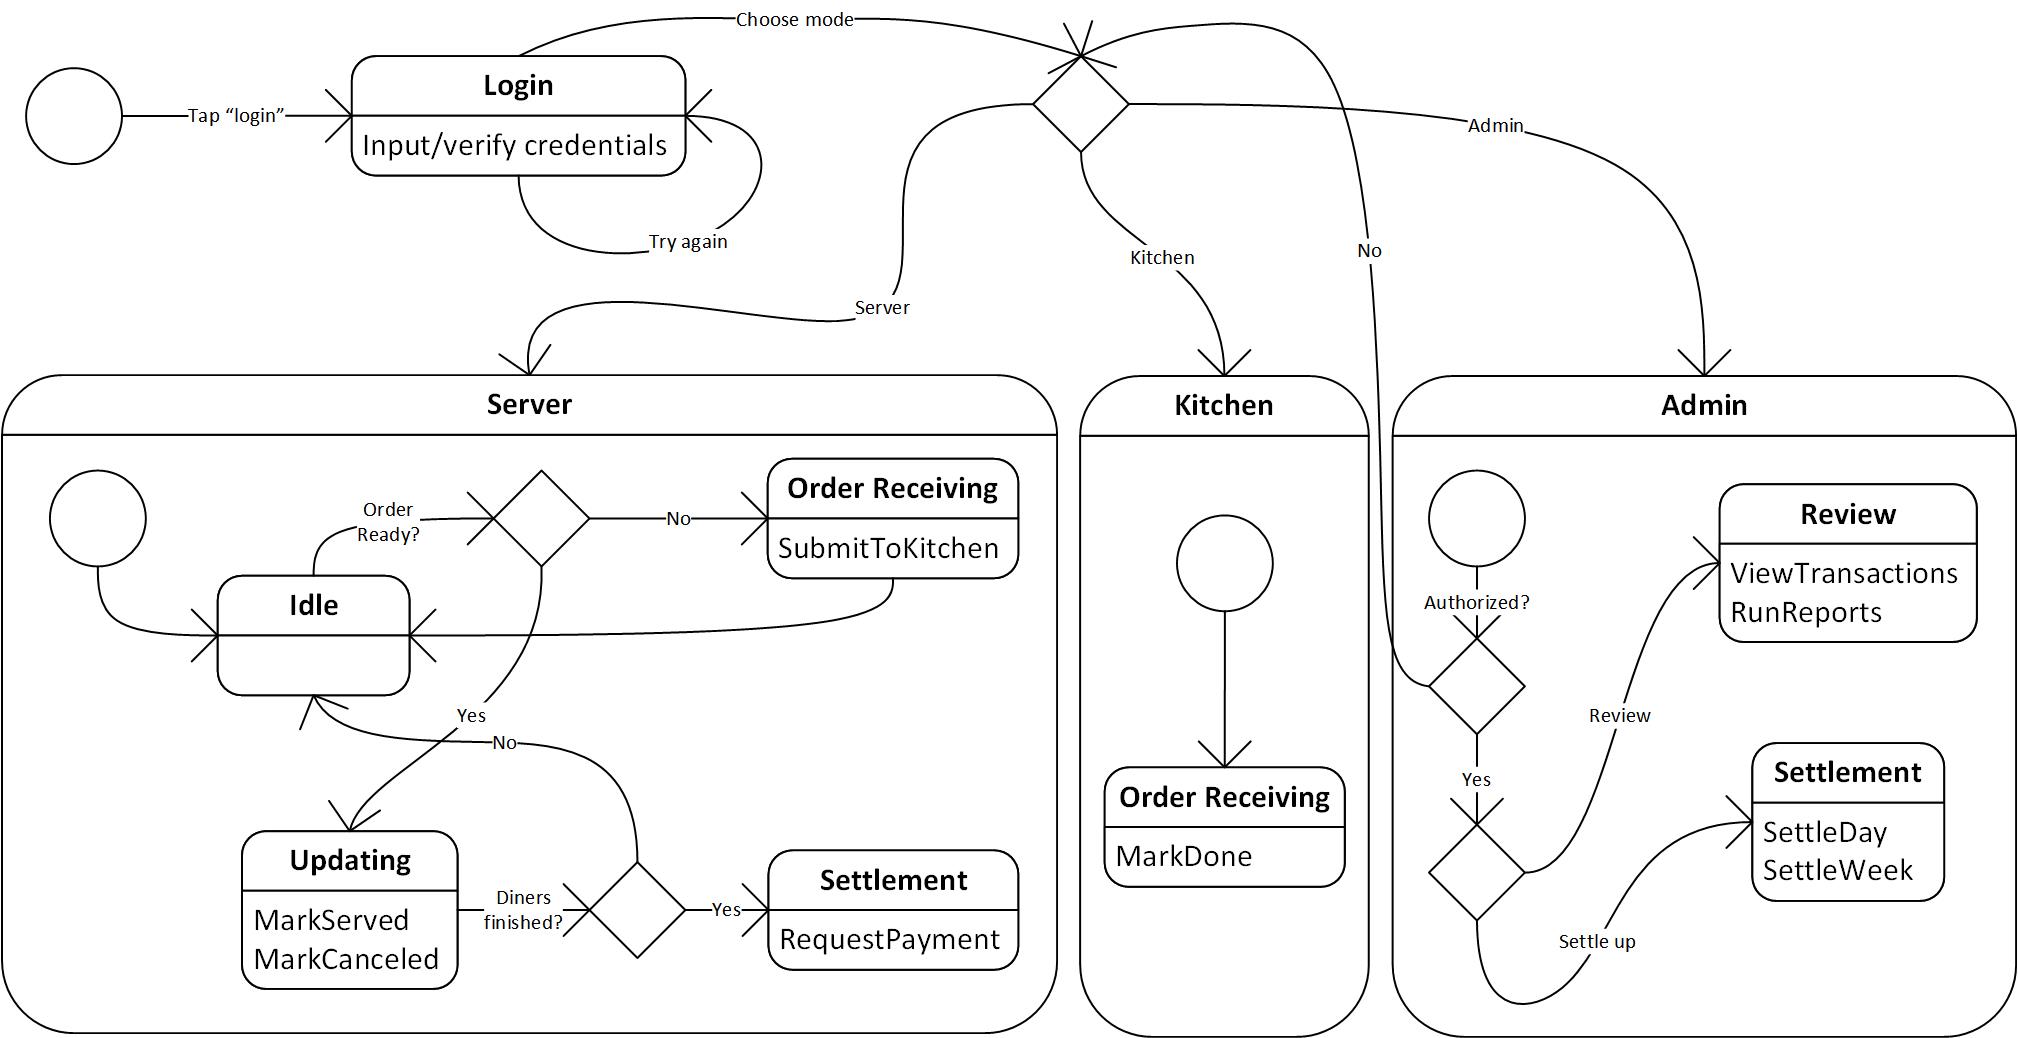 Choose mode
Login
Tap “login”
Input/verify credentials
Try again
Admin
Kitchen
No
Server
Server
Order
Ready?
No
Order Receiving
SubmitToKitchen
Idle
Yes
No
Updating
MarkServed
MarkCanceled
Diners
finished?
Yes
Settlement
RequestPayment
Kitchen
Order Receiving
MarkDone
Admin
Authorized?
Review
ViewTransactions
RunReports
Review
Yes
Settlement
SettleDay
SettleWeek
Settle up